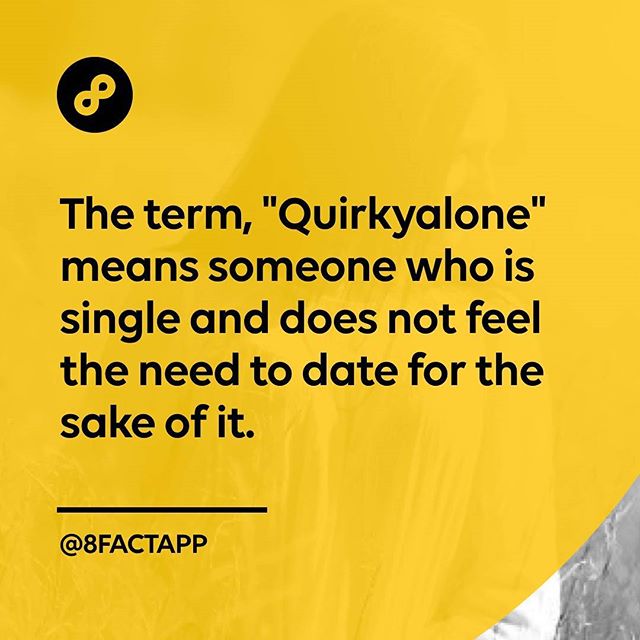 The term, "Quirkyalone"
means someone who is
single and does not feel
the need to date for the
sake of it.
@8FACTAPP